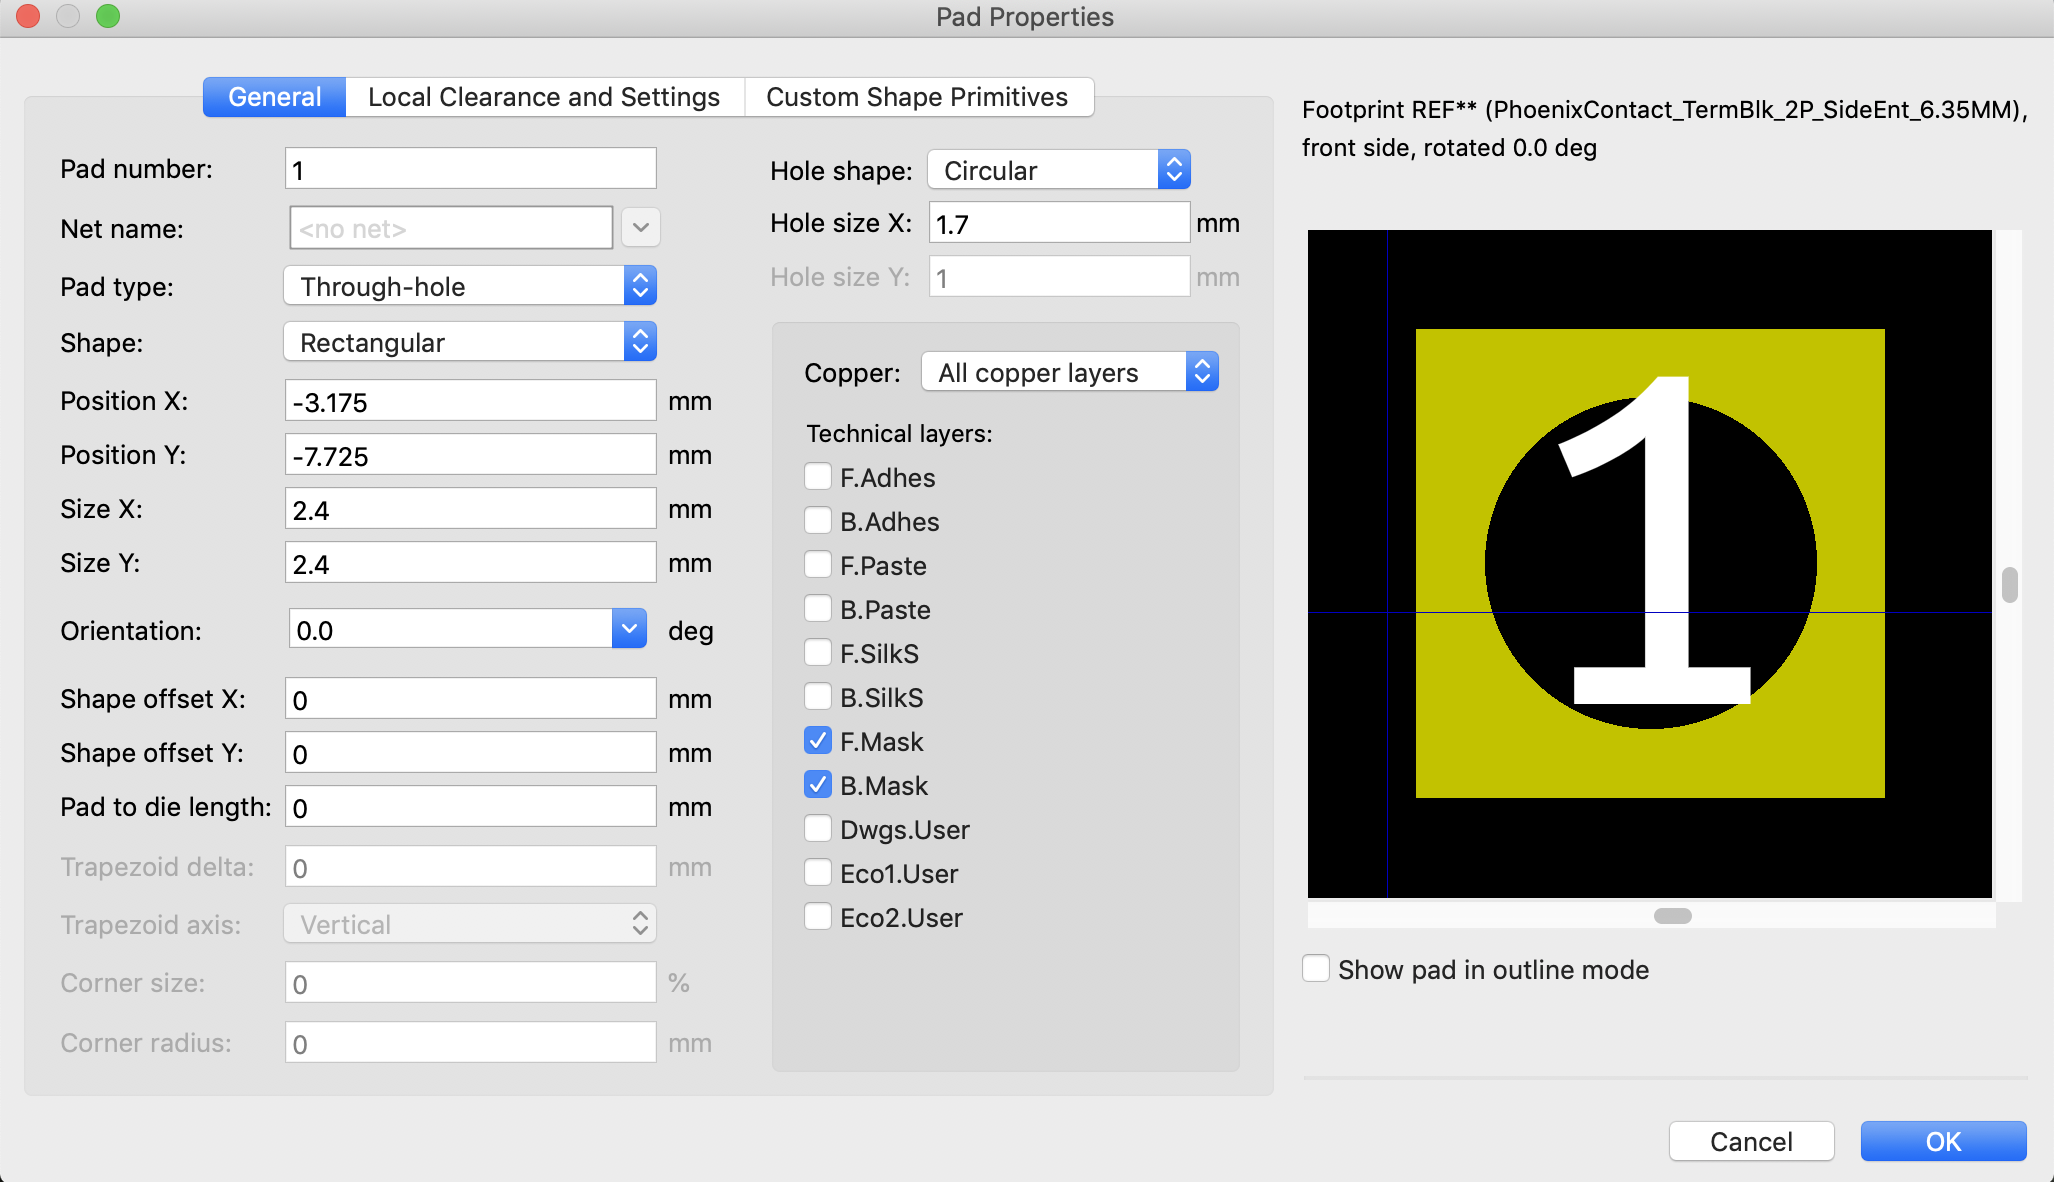 Pad Properties
General
Local Clearance and Settings
Custom Shape Primitives
Pad number:
1
Net name:
<no net>
Pad type:
Through-hole
Shape:
Rectangular
Position X:
-3.175
mm
Position Y:
-7.725
mm
Size X:
2.4
mm
Size Y:
2.4
mm
Orientation:
0.0
deg
Shape offset X:
0
mm
Shape offset Y:
0
mm
Pad to die length:
0
mm
Trapezoid delta:
0
mm
Trapezoid axis:
Vertical
Corner size:
0
%
Corner radius:
0
mm
Hole shape:
Circular
Hole size X:
1.7
mm
Hole size Y:
1
mm
Copper:
All copper layers
Technical layers:
F.Adhes
B.Adhes
F.Paste
B.Paste
F.SilkS
B.SilkS
F.Mask
B.Mask
Dwgs.User
Eco1.User
Eco2.User
Footprint REF** (PhoenixContact_TermBlk_2P_SideEnt_6.35MM),
front side, rotated 0.0 deg
1
Show pad in outline mode
Cancel
OK